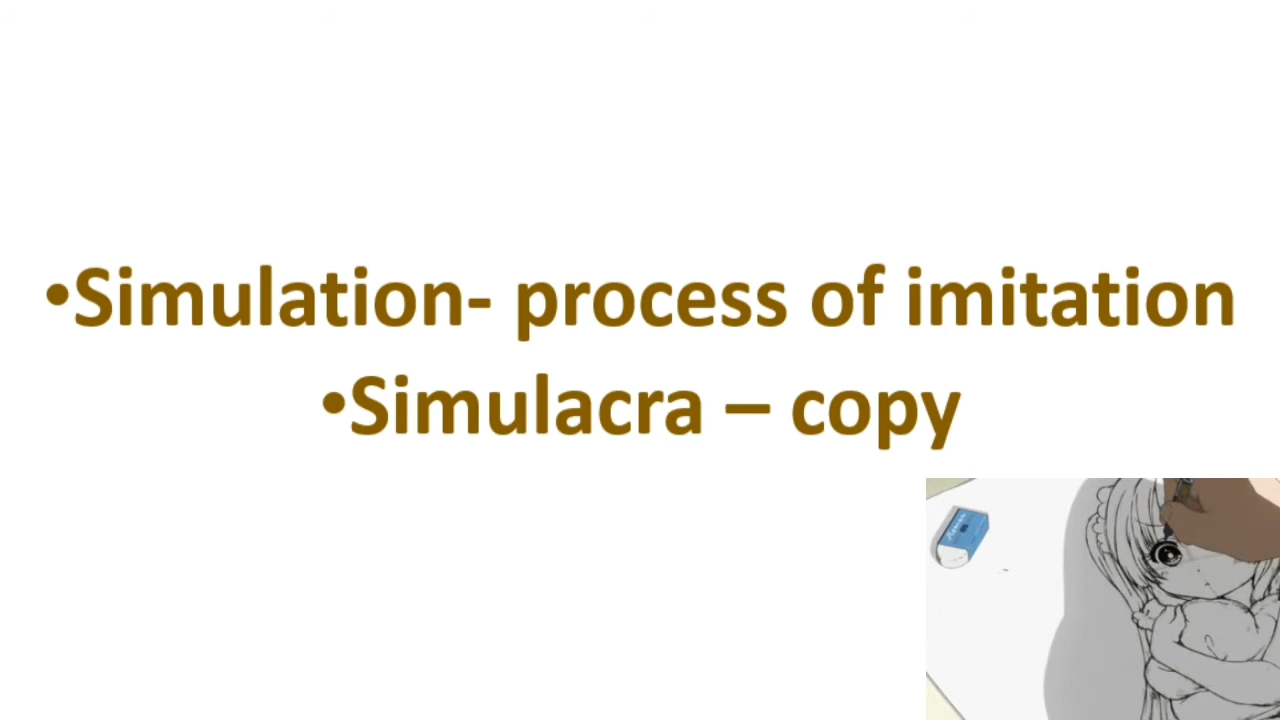 •Simulation- process of imitation
•Simulacra – copy